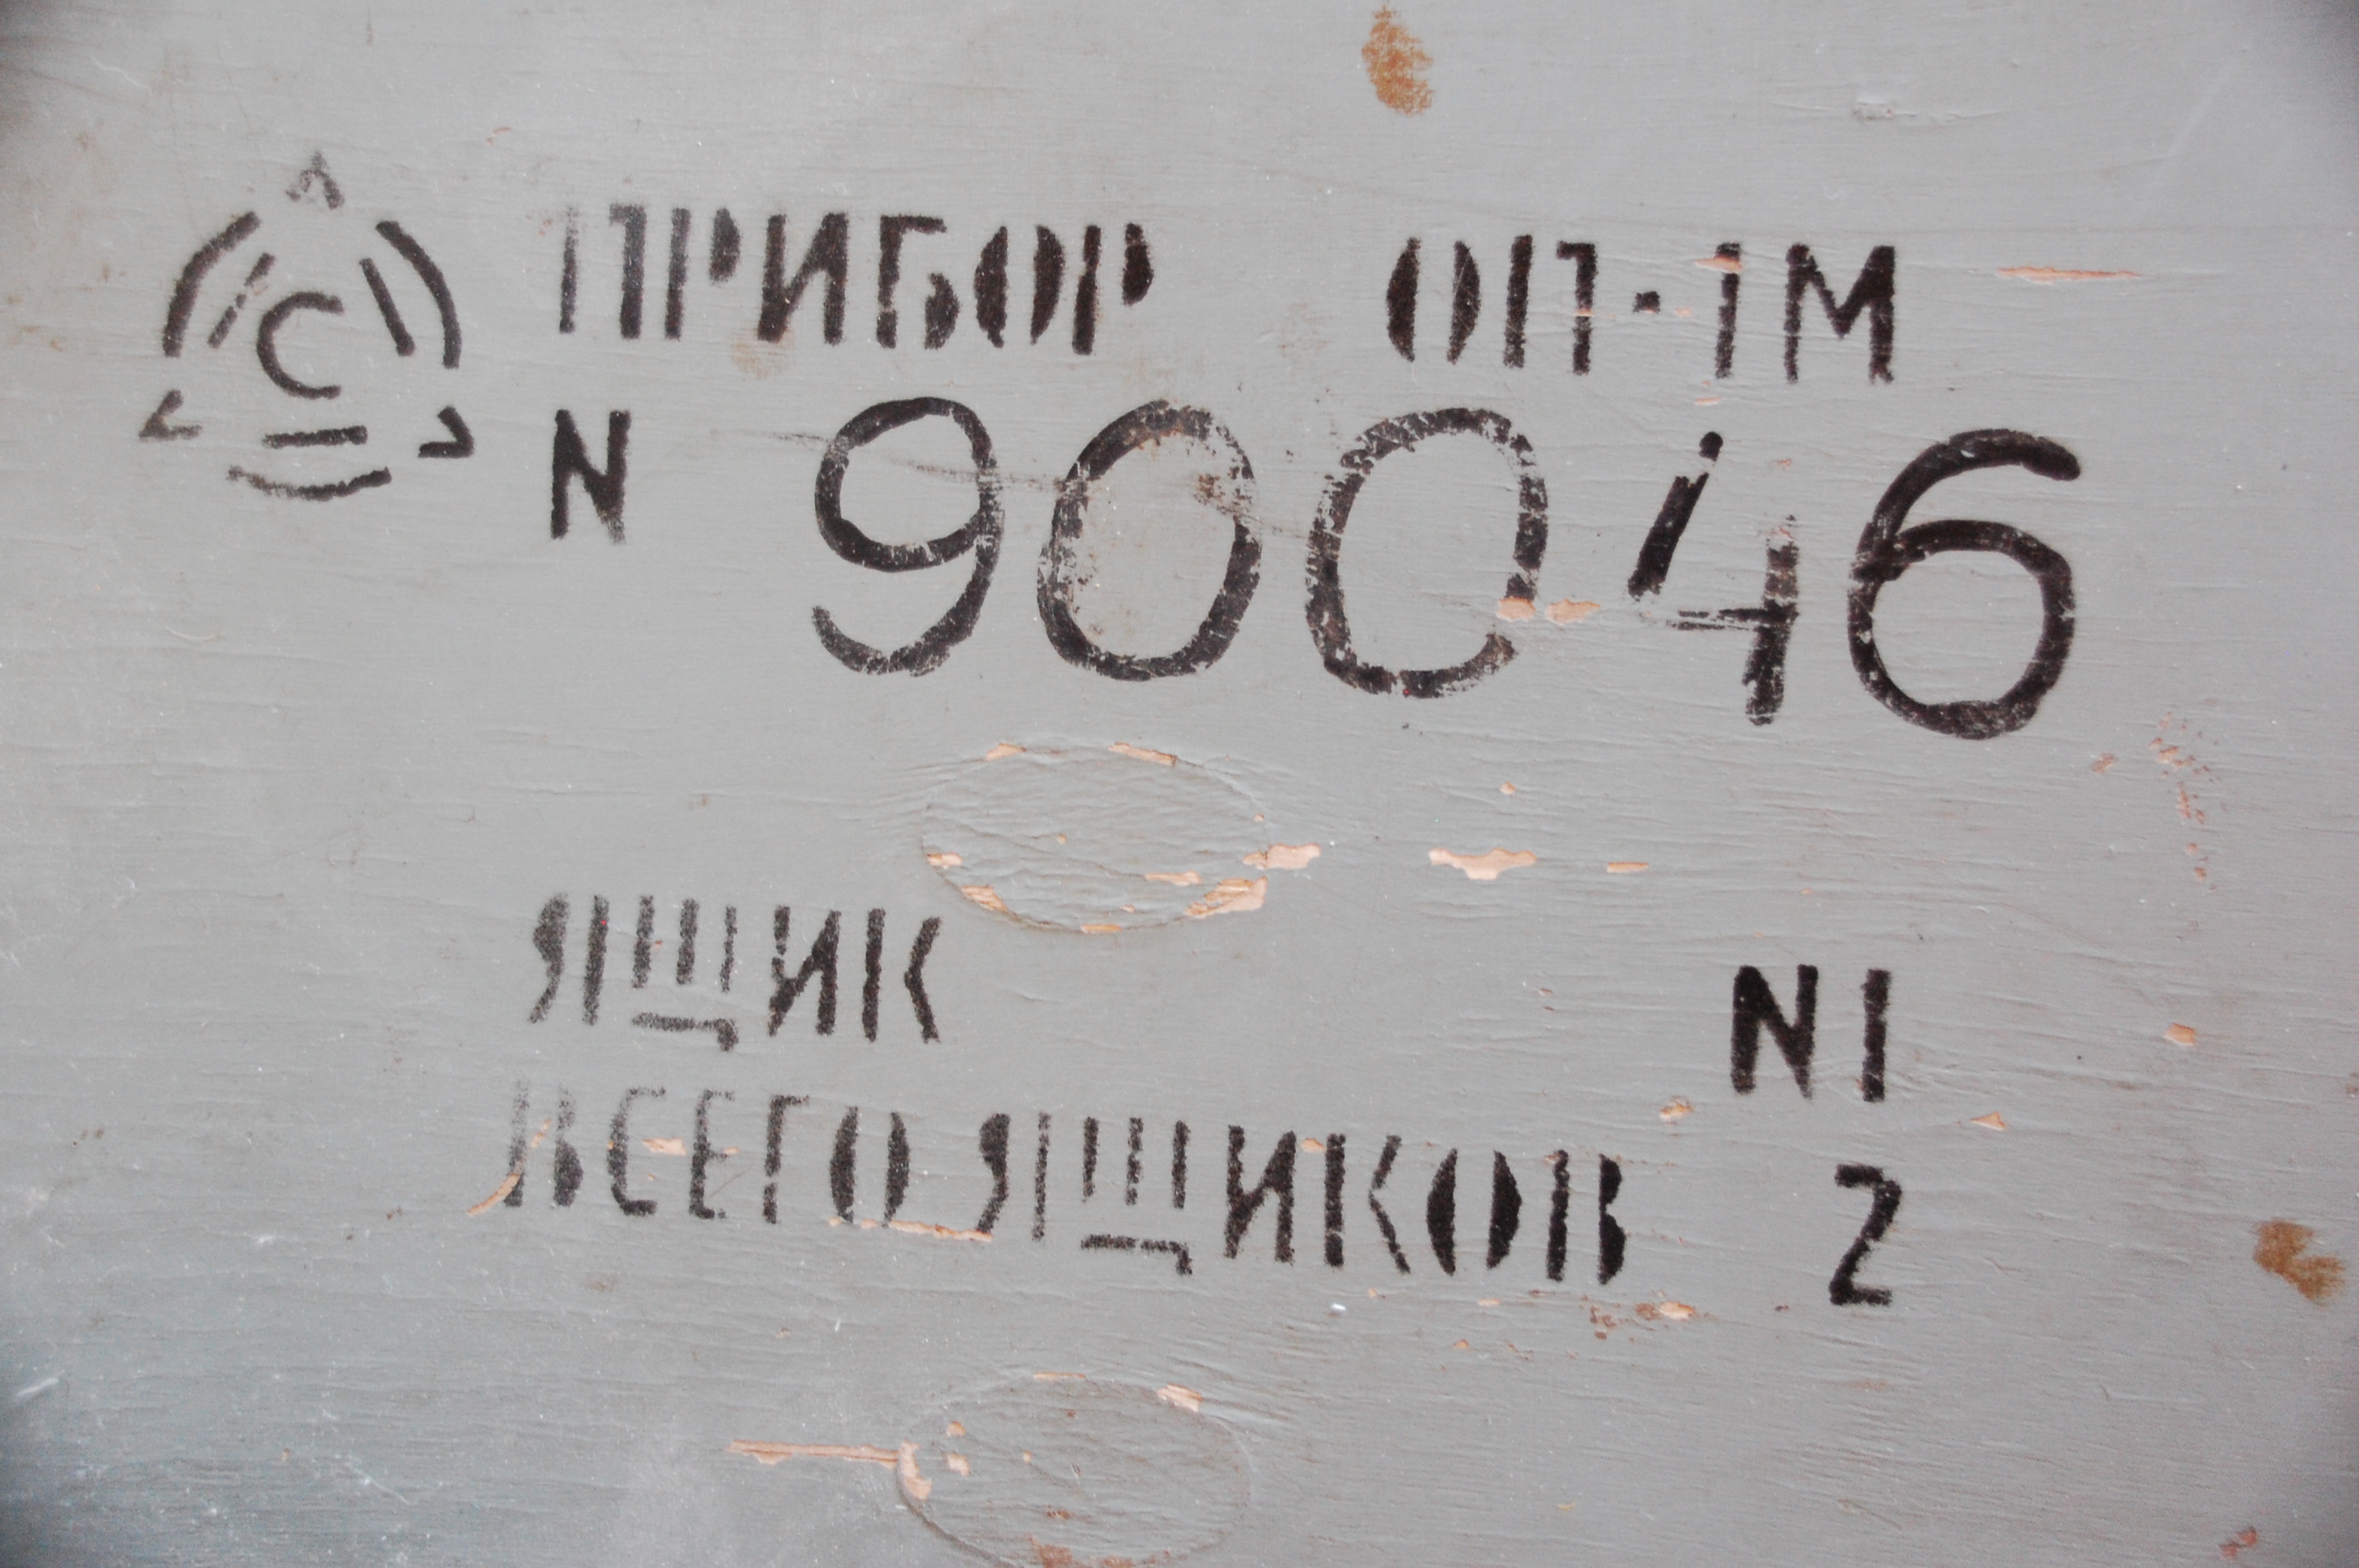 С ПРИБОР ОП-1М
N 90046
ЯЩИК N1
ВСЕГО ЯЩИКОВ 2